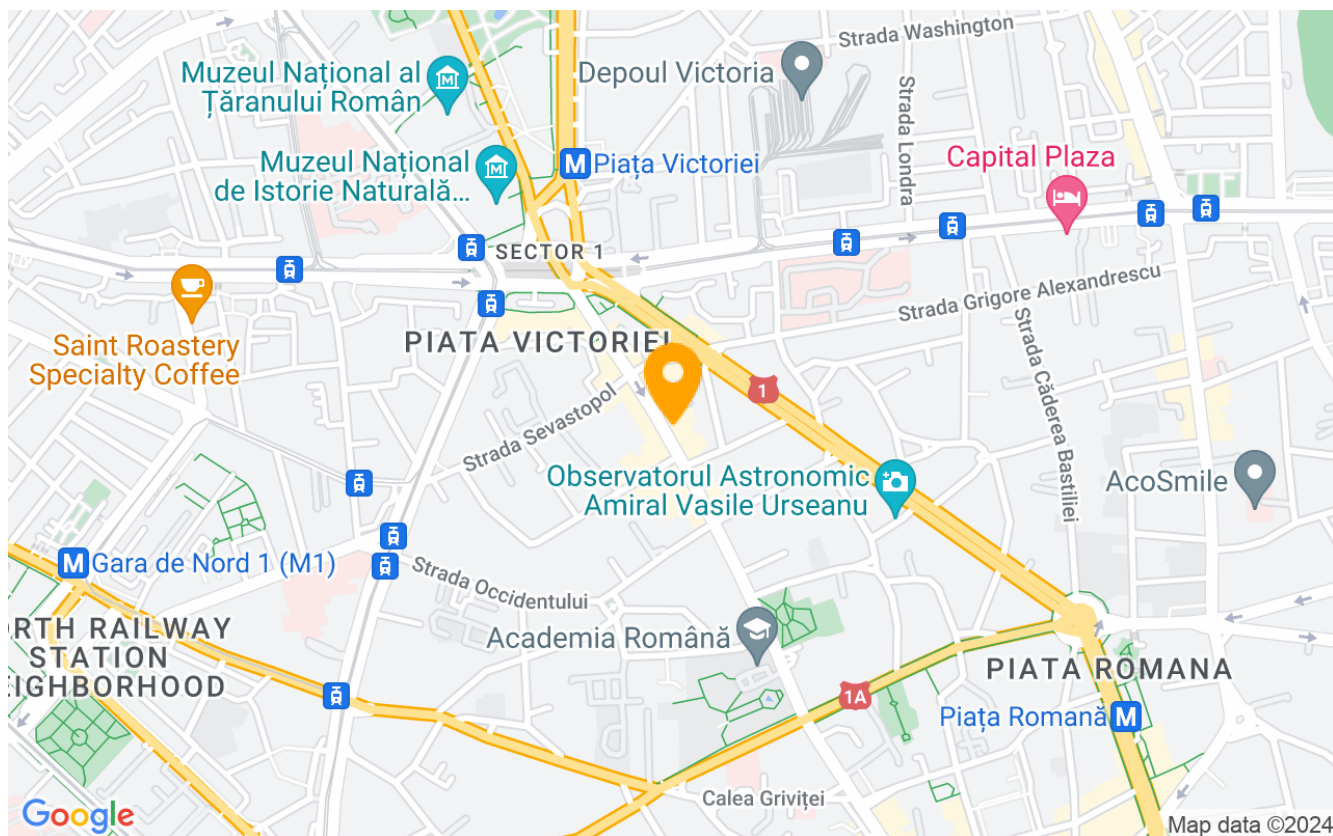 Strada Washington
Muzeul Național al
Țăranului Român
Depoul Victoria
Strada Londra
Muzeul Național
de Istorie Naturală...
M Piața Victoriei
Capital Plaza
SECTOR 1
Strada Grigore Alexandrescu
Saint Roastery
Specialty Coffee
PIATA VICTORIEI
Strada Căderea Bastiliei
1
Strada Sevastopol
Observatorul Astronomic
Amiral Vasile Urseanu
AcoSmile
M Gara de Nord 1 (M1)
Strada Occidentului
RTH RAILWAY
STATION
EIGHBORHOOD
Academia Română
PIATA ROMANA
1A
Piața Romană M
Calea Griviței
Google
Map data ©2024